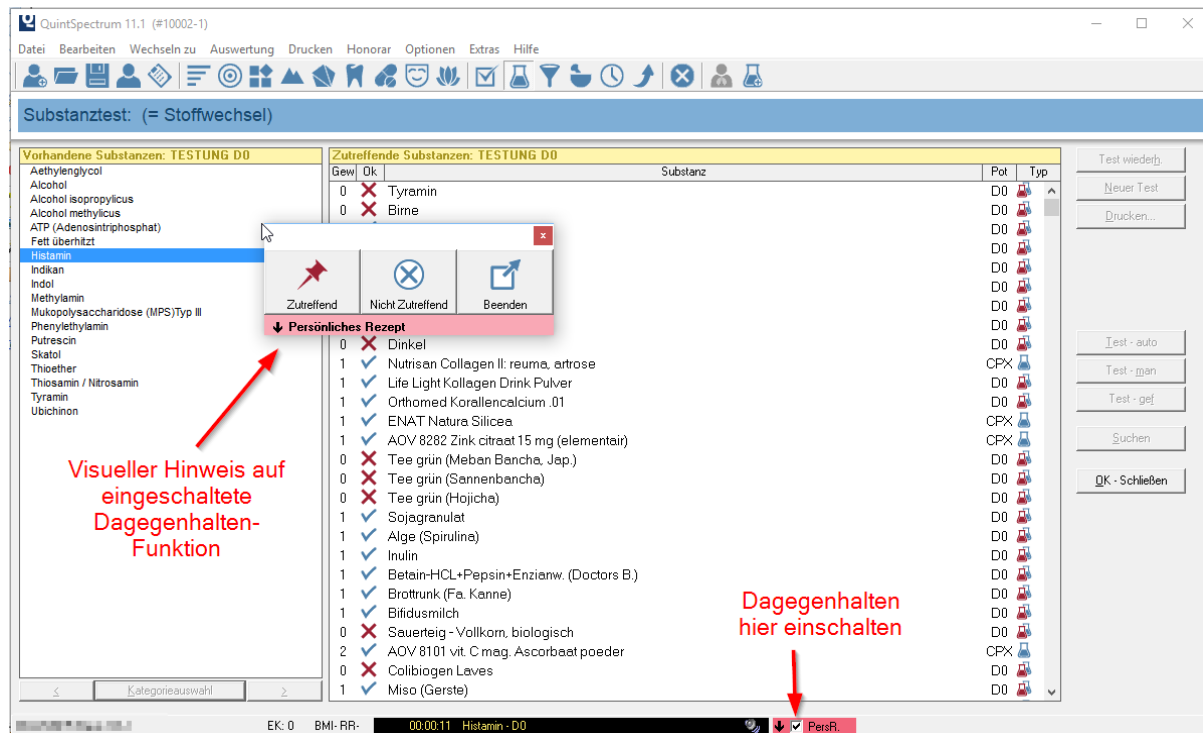 QuintSpectrum 11.1 (#10002-1)
Datei Bearbeiten Wechseln zu Auswertung Drucken Honorar Optionen Extras Hilfe
Substanztest: (= Stoffwechsel)
Vorhandene Substanzen: TESTUNG D0
Aethylenglycol
Alcohol
Alcohol isopropylicus
Alcohol methylicus
ATP (Adenosintriphosphat)
Fett überhitzt
Histamin
Indikan
Indol
Methylamin
Mukopolysaccharidose (MPS)Typ III
Phenylethylamin
Putrescin
Skatol
Thioether
Thiosamin / Nitrosamin
Tyramin
Ubichinon
< Kategorieauswahl >
Zutreffende Substanzen: TESTUNG D0
Gew Ok Substanz Pot Typ
0 Tyramin D0
0 Birne D0
D0
D0
D0
D0
D0
D0
0 Dinkel D0
1 Nutrisan Collagen II: reuma, artrose CPX
1 Life Light Kollagen Drink Pulver D0
1 Orthomed Korallencalcium .01 D0
1 ENAT Natura Silicea CPX
1 AOV 8282 Zink citraat 15 mg (elementair) CPX
0 Tee grün (Meban Bancha, Jap.) D0
0 Tee grün (Sannenbancha) D0
0 Tee grün (Hojicha) D0
1 Sojagranulat D0
1 Alge (Spirulina) D0
1 Inulin D0
1 Betain-HCL+Pepsin+Enzianw. (Doctors B.) D0
1 Brottrunk (Fa. Kanne) D0
1 Bifidusmilch D0
0 Sauerteig - Vollkorn, biologisch D0
2 AOV 8101 vit. C mag. Ascorbaat poeder CPX
0 Colibiogen Laves D0
1 Miso (Gerste) D0
Zutreffend Nicht Zutreffend Beenden
Persönliches Rezept
Visueller Hinweis auf
eingeschaltete
Dagegenhalten-
Funktion
Dagegenhalten
hier einschalten
Test wiederh.
Neuer Test
Drucken...
Test - auto
Test - man
Test - gef
Suchen
OK - Schließen
EK: 0 BMI- RR- 00:00:11 Histamin - D0 PersR.